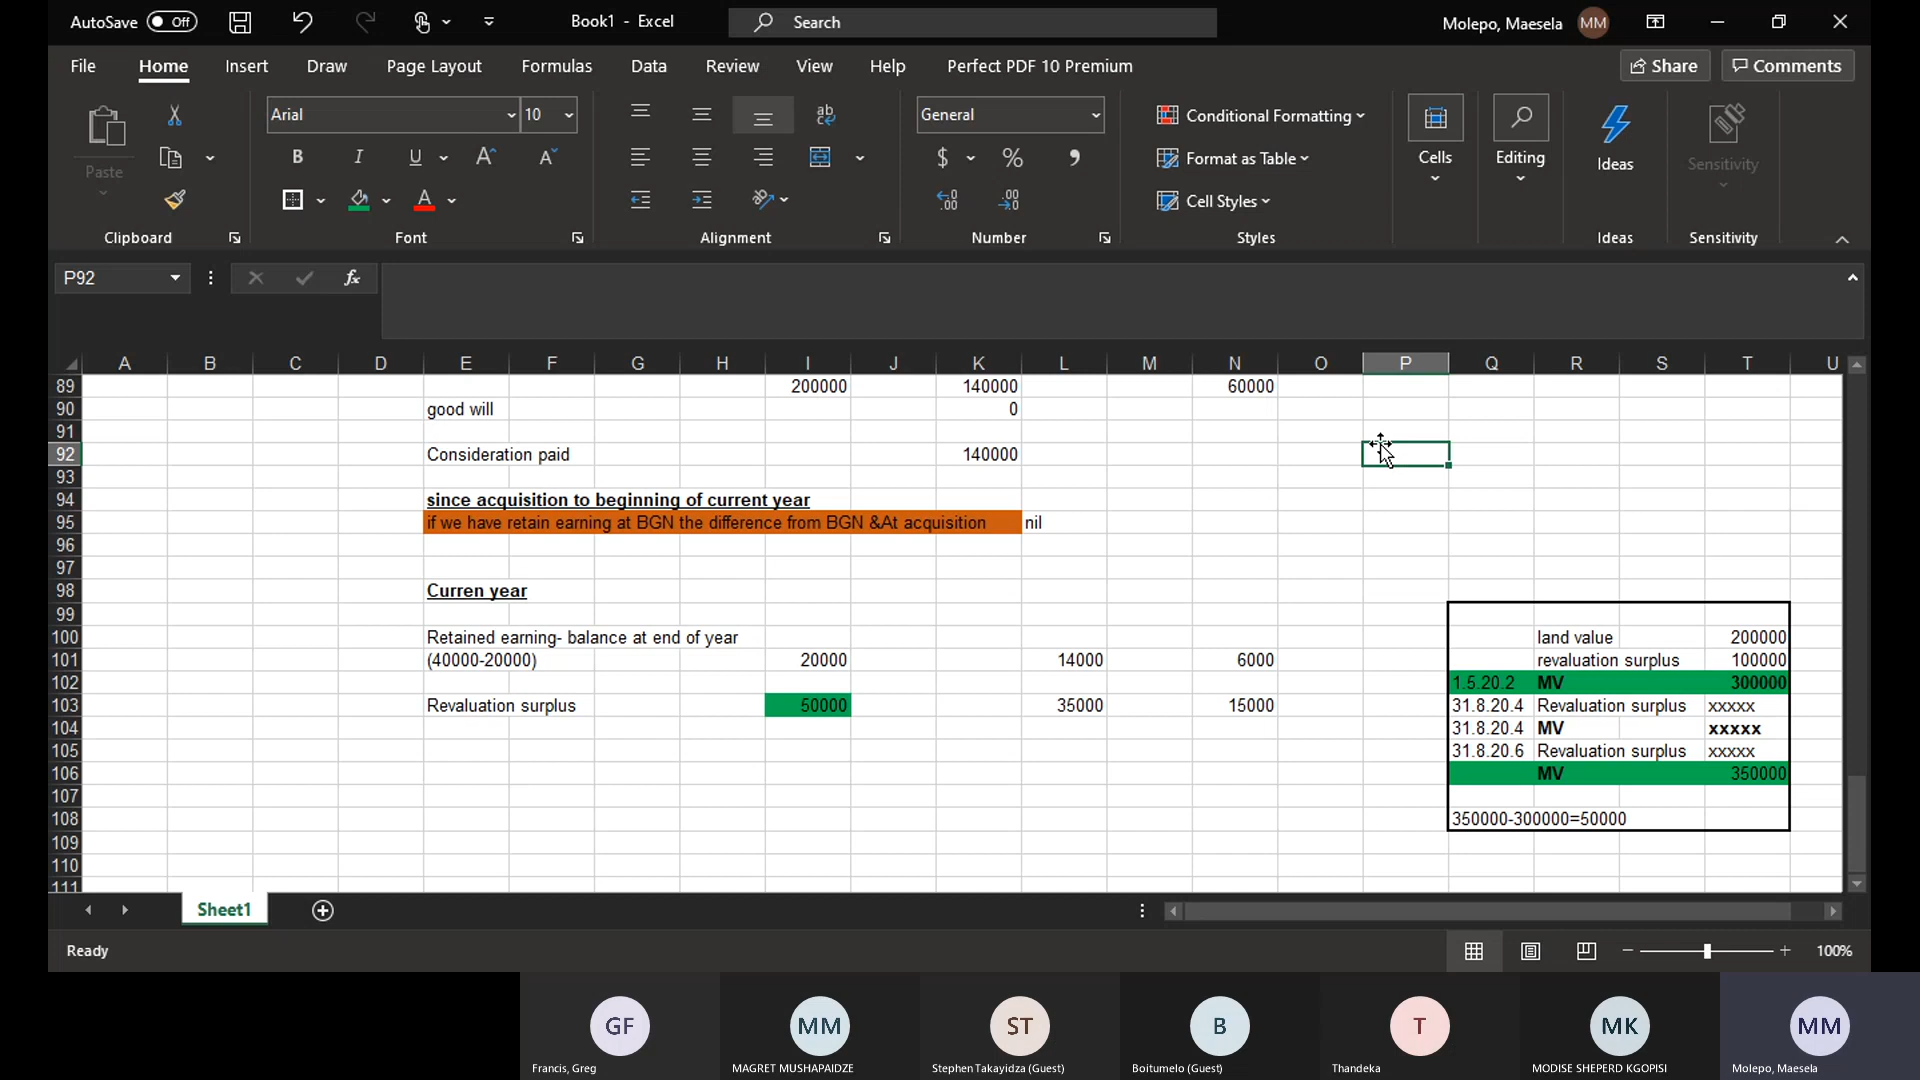 AutoSave Off Book1 - Excel Search Molepo, Maesela MM
File Home Insert Draw Page Layout Formulas Data Review View Help Perfect PDF 10 Premium Share Comments
Paste
Arial 10
B I U A A
ab
General
$ % ,
.00 .00
Conditional Formatting
Format as Table
Cell Styles
Cells
Editing
Ideas
Sensitivity
Clipboard Font Alignment Number Styles Ideas Sensitivity
P92 fx
A B C D E F G H I J K L M N O P Q R S T U
89 200000 140000 60000
90 good will 0
91
92 Consideration paid 140000
93
94 since acquisition to beginning of current year
95 if we have retain earning at BGN the difference from BGN &At acquisition nil
96
97
98 Curren year
99
100 Retained earning- balance at end of year land value 200000
101 (40000-20000) 20000 14000 6000 revaluation surplus 100000
102 1.5.20.2 MV 300000
103 Revaluation surplus 50000 35000 15000 31.8.20.4 Revaluation surplus xxxxx
104 31.8.20.4 MV xxxxx
105 31.8.20.6 Revaluation surplus xxxxx
106 MV 350000
107
108 350000-300000=50000
109
110
111
Sheet1
Ready 100%
GF MM ST B T MK MM
Francis, Greg MAGRET MUSHAPAIDZE Stephen Takayidza (Guest) Boitumelo (Guest) Thandeka MODISE SHEPERD KGOPISI Molepo, Maesela